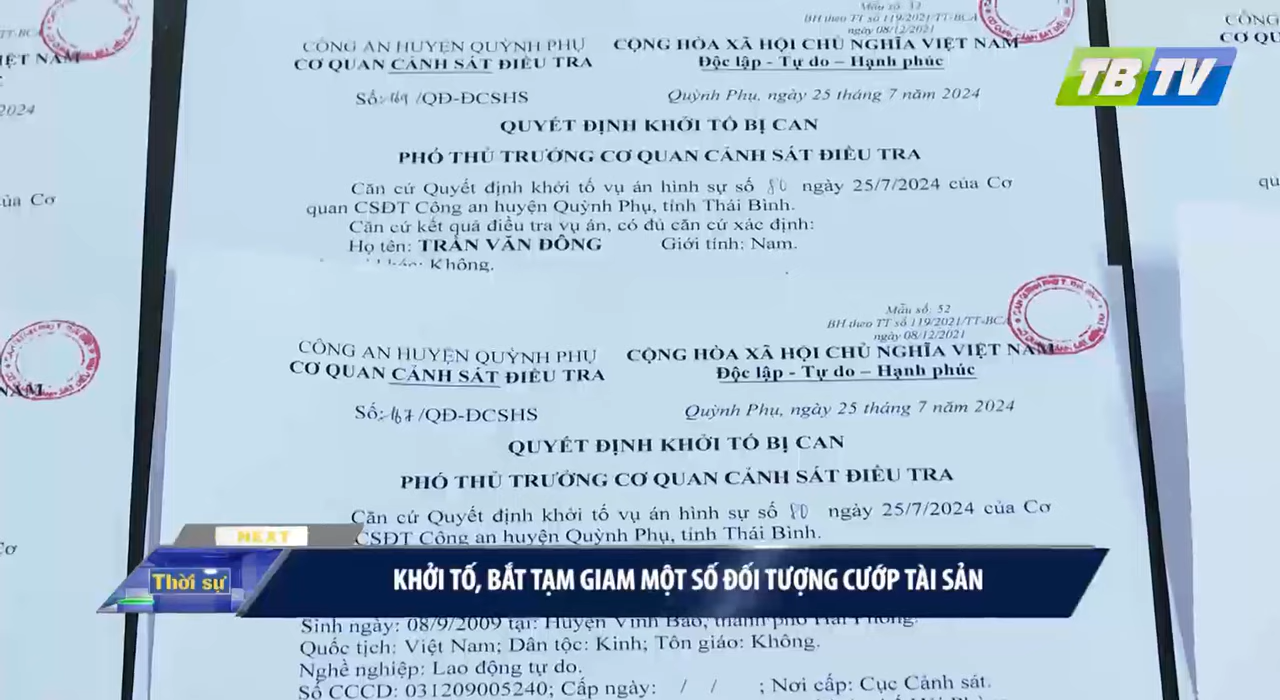 Mẫu số: 52
BH theo TT số 119/2021/TT-BCA
ngày 08/12/2021
CÔNG AN HUYỆN QUỲNH PHỤ
CƠ QUAN CẢNH SÁT ĐIỀU TRA
CỘNG HÒA XÃ HỘI CHỦ NGHĨA VIỆT NAM
Độc lập - Tự do – Hạnh phúc
TBTV
Số: 169 /QĐ-ĐCSHS
Quỳnh Phụ, ngày 25 tháng 7 năm 2024
QUYẾT ĐỊNH KHỞI TỐ BỊ CAN
PHÓ THỦ TRƯỞNG CƠ QUAN CẢNH SÁT ĐIỀU TRA
Căn cứ Quyết định khởi tố vụ án hình sự số 80 ngày 25/7/2024 của Cơ
quan CSĐT Công an huyện Quỳnh Phụ, tỉnh Thái Bình.
Căn cứ kết quả điều tra vụ án, có đủ căn cứ xác định:
Họ tên: TRẦN VĂN ĐÔNG Giới tính: Nam.
Không.
Mẫu số: 52
BH theo TT số 119/2021/TT-BCA
ngày 08/12/2021
CÔNG AN HUYỆN QUỲNH PHỤ
CƠ QUAN CẢNH SÁT ĐIỀU TRA
CỘNG HÒA XÃ HỘI CHỦ NGHĨA VIỆT NAM
Độc lập - Tự do – Hạnh phúc
Số: 167 /QĐ-ĐCSHS
Quỳnh Phụ, ngày 25 tháng 7 năm 2024
QUYẾT ĐỊNH KHỞI TỐ BỊ CAN
PHÓ THỦ TRƯỞNG CƠ QUAN CẢNH SÁT ĐIỀU TRA
Căn cứ Quyết định khởi tố vụ án hình sự số 80 ngày 25/7/2024 của Cơ
CSĐT Công an huyện Quỳnh Phụ, tỉnh Thái Bình.
NEXT
Thời sự
KHỞI TỐ, BẮT TẠM GIAM MỘT SỐ ĐỐI TƯỢNG CƯỚP TÀI SẢN
Sinh ngày: 08/9/2009 tại: Huyện Vĩnh Bảo, thành phố Hải Phòng.
Quốc tịch: Việt Nam; Dân tộc: Kinh; Tôn giáo: Không.
Nghề nghiệp: Lao động tự do.
Số CCCD: 031209005240; Cấp ngày: / / ; Nơi cấp: Cục Cảnh sát.